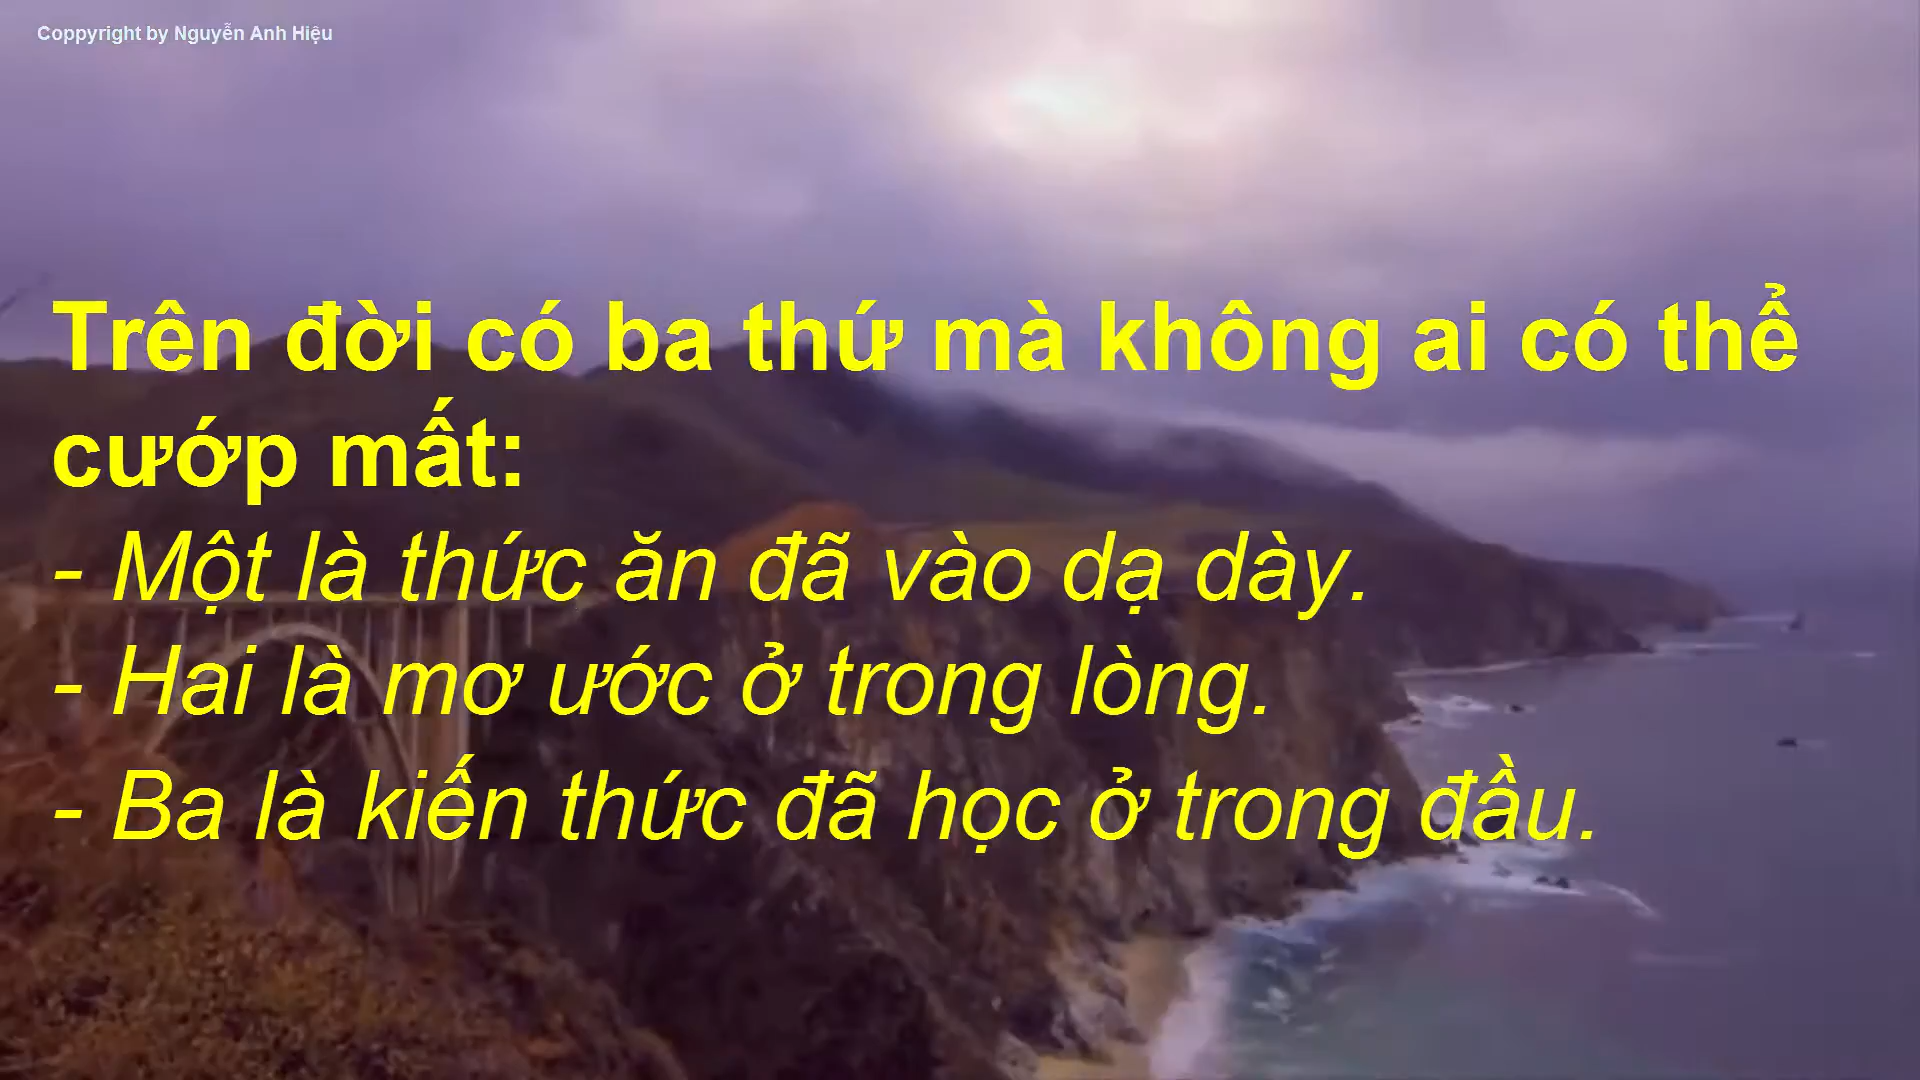 Coppyright by Nguyễn Anh Hiệu
Trên đời có ba thứ mà không ai có thể
cướp mất:
- Một là thức ăn đã vào dạ dày.
- Hai là mơ ước ở trong lòng.
- Ba là kiến thức đã học ở trong đầu.